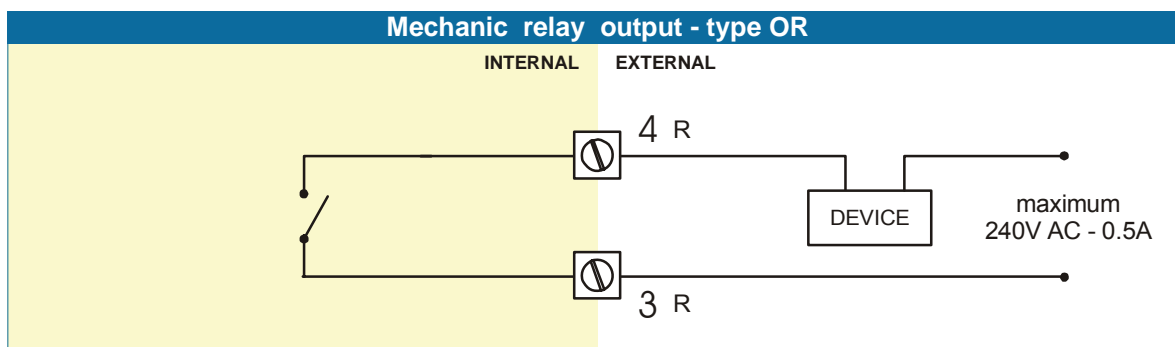 Mechanic relay output - type OR
INTERNAL EXTERNAL
4 R
DEVICE
maximum
240V AC - 0.5A
3 R